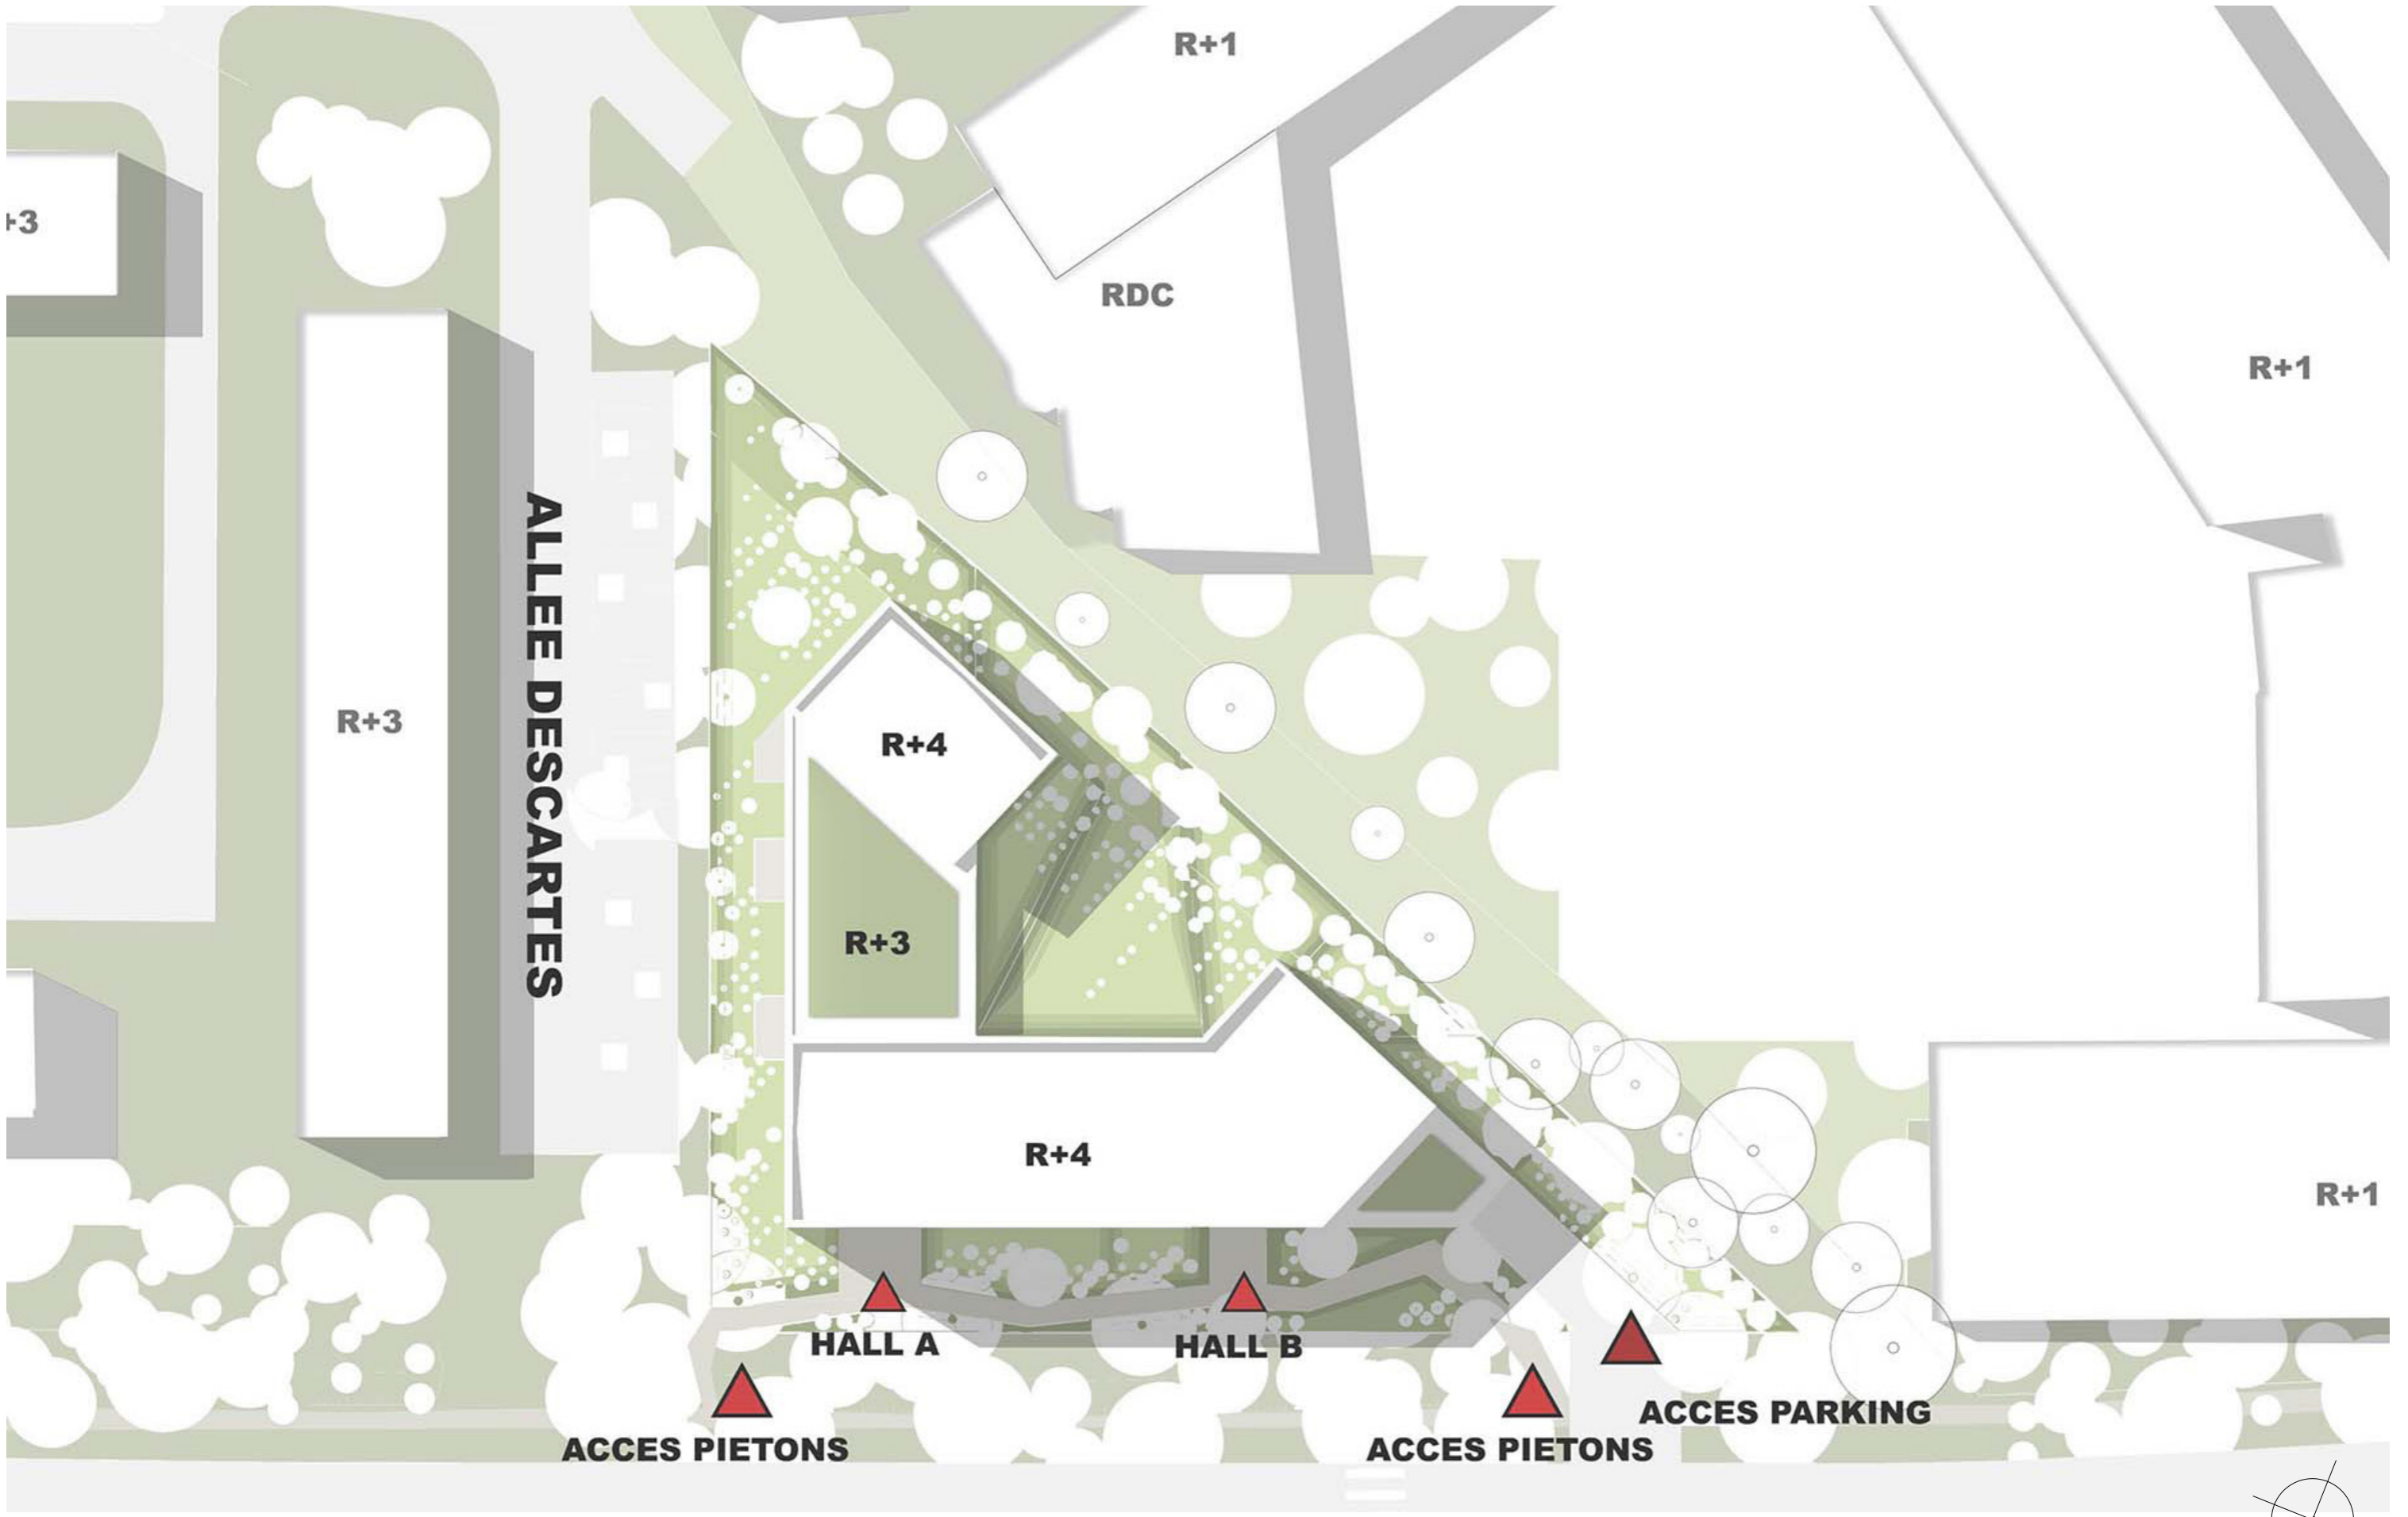 R+1
+3
RDC
R+1
ALLEE DESCARTES
R+3
R+4
R+3
R+4
R+1
HALL A
HALL B
ACCES PARKING
ACCES PIETONS
ACCES PIETONS